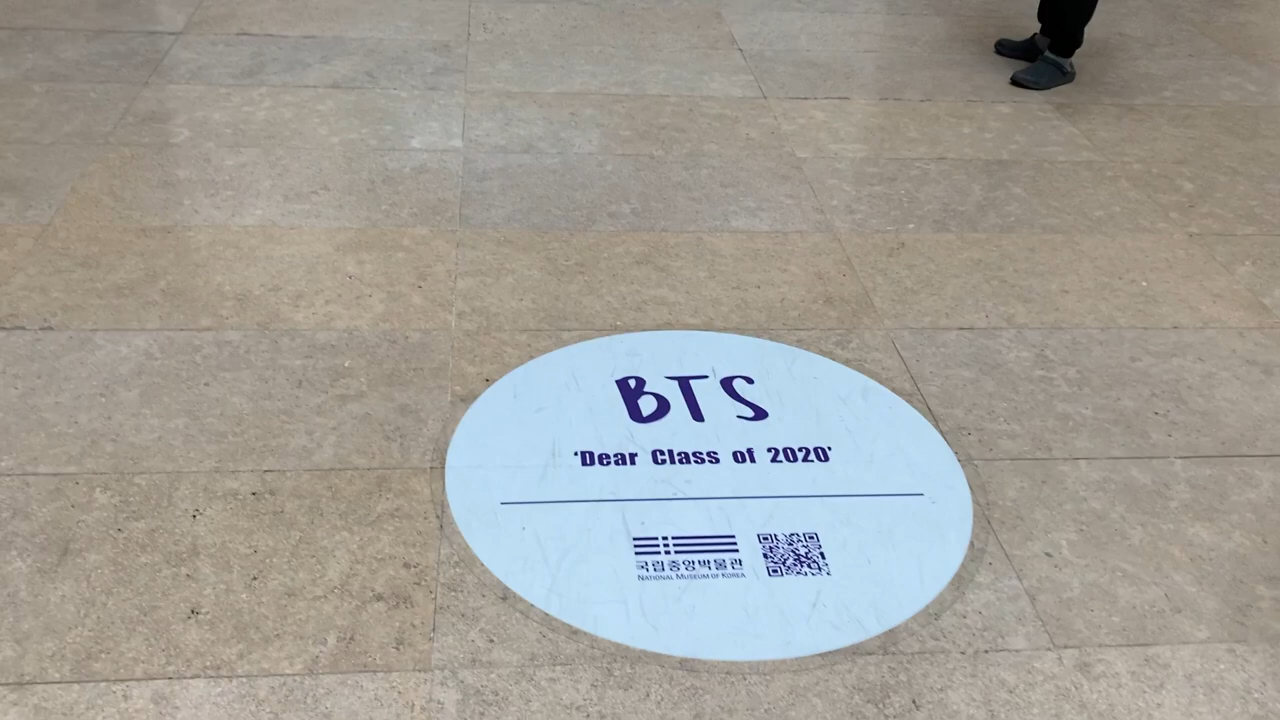 BTS
‘Dear Class of 2020’
국립중앙박물관
NATIONAL MUSEUM OF KOREA